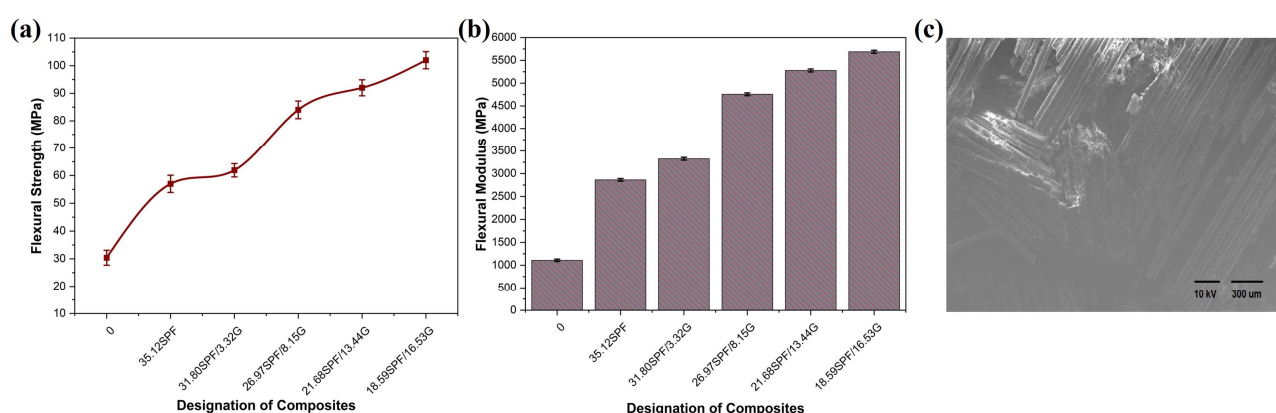 (a)
110
100
90
80
70
60
50
40
30
20
10
Flexural Strength (MPa)
0
35.12SPF
31.80SPF/3.32G
26.97SPF/8.15G
21.68SPF/13.44G
18.59SPF/16.53G
Designation of Composites
(b)
6000
5500
5000
4500
4000
3500
3000
2500
2000
1500
1000
500
0
Flexural Modulus (MPa)
0
35.12SPF
31.80SPF/3.32G
26.97SPF/8.15G
21.68SPF/13.44G
18.59SPF/16.53G
Designation of Composites
(c)
10 kV 300 um